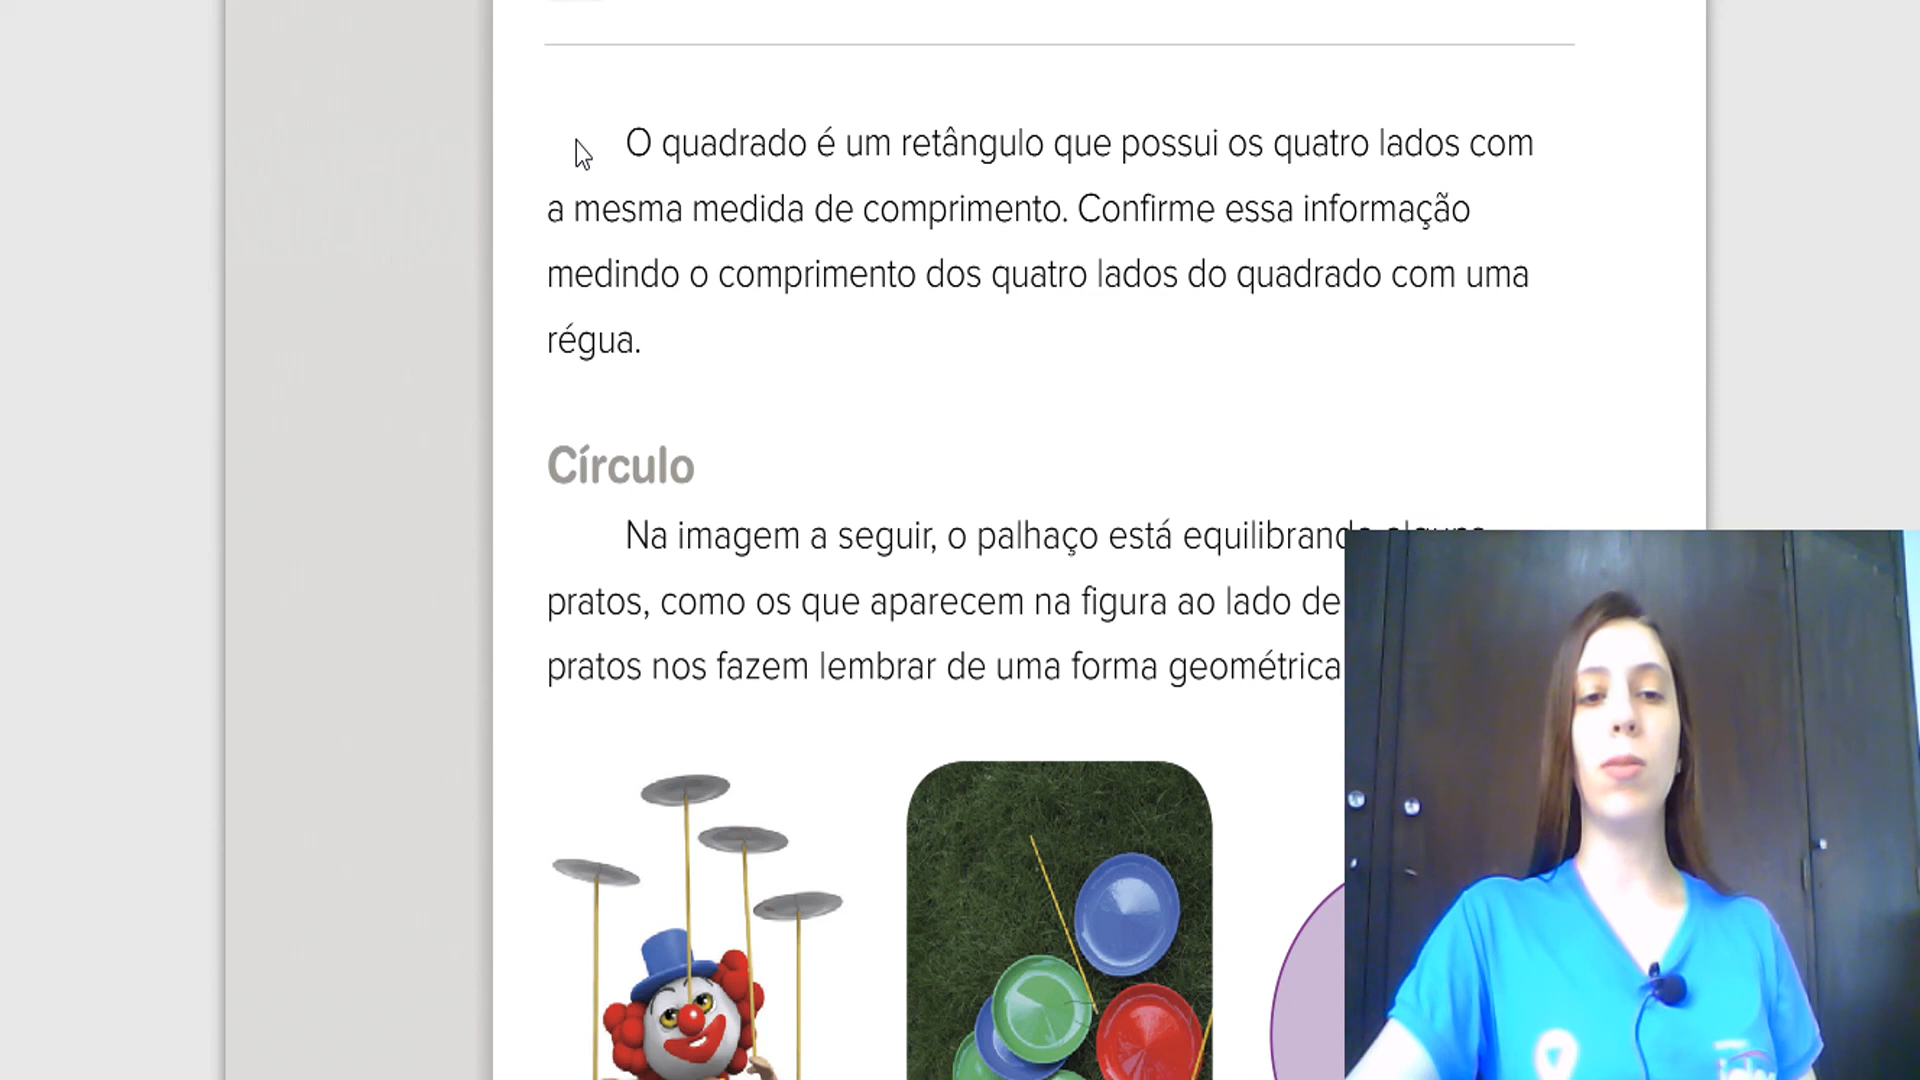 O quadrado é um retângulo que possui os quatro lados com
a mesma medida de comprimento. Confirme essa informação
medindo o comprimento dos quatro lados do quadrado com uma
régua.
Círculo
Na imagem a seguir, o palhaço está equilibrando alguns
pratos, como os que aparecem na figura ao lado de
pratos nos fazem lembrar de uma forma geométrica